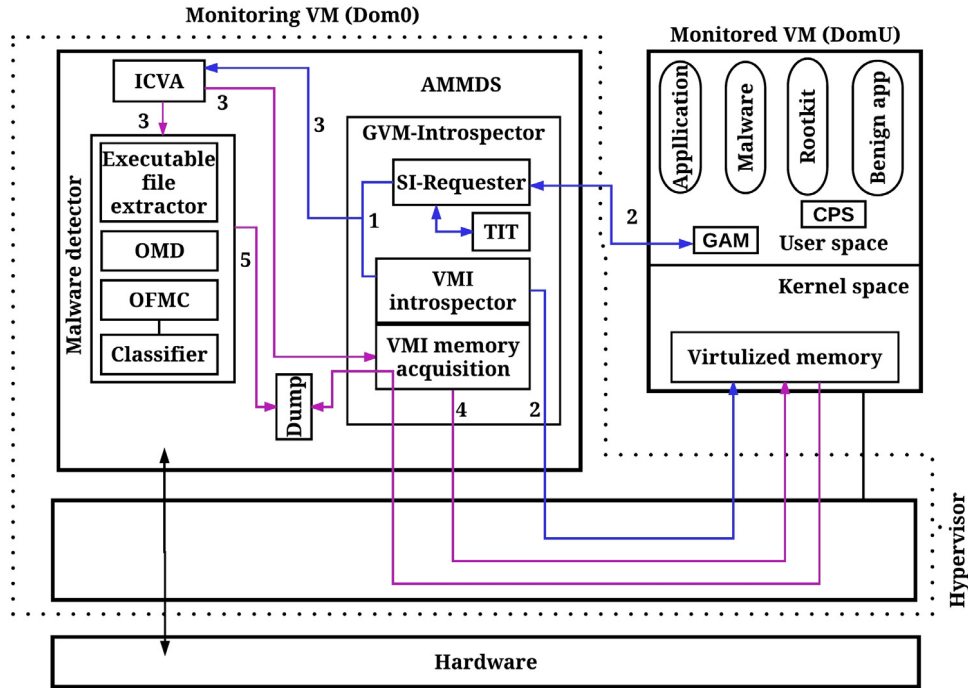 Monitoring VM (Dom0)
Monitored VM (DomU)
ICVA
AMMDS
3
3
3
GVM-Introspector
Executable
file
extractor
SI-Requester
1
TIT
OMD
5
VMI
introspector
OFMC
Classifier
VMI memory
acquisition
Malware detector
Dump
4
2
2
Appllication
Malware
Rootkit
Benign app
CPS
GAM
User space
Kernel space
Virtulized memory
Hypervisor
Hardware